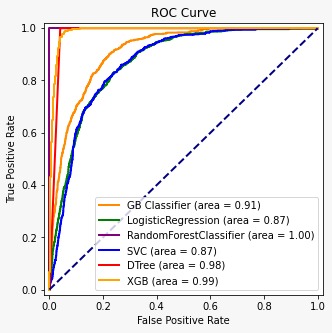 ROC Curve
1.0
0.8
0.6
0.4
0.2
0.0
True Positive Rate
GB Classifier (area = 0.91)
LogisticRegression (area = 0.87)
RandomForestClassifier (area = 1.00)
SVC (area = 0.87)
DTree (area = 0.98)
XGB (area = 0.99)
0.0 0.2 0.4 0.6 0.8 1.0
False Positive Rate